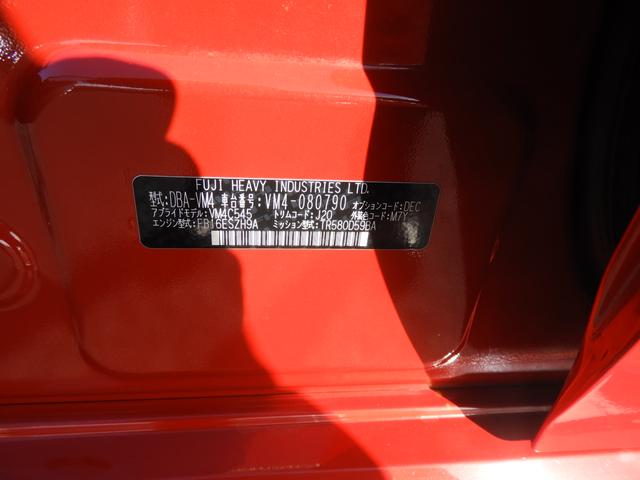 FUJI HEAVY INDUSTRIES LTD.
型式: DBA-VM4 車台番号: VM4-080790 オプションコード: DEC
アプライドモデル: VM4C545 トリムコード: J20 外装色コード: M7Y
エンジン型式: FB16ESZH9A ミッション型式: TR580D59BA